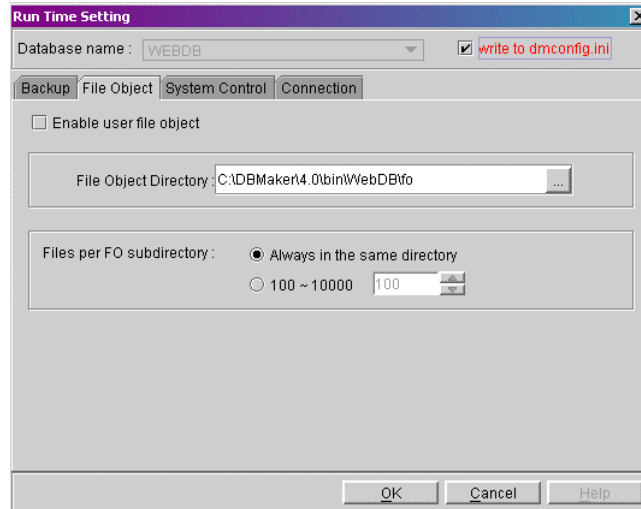 Run Time Setting
Database name : WEBDB write to dmconfig.ini
Backup File Object System Control Connection
Enable user file object
File Object Directory : C:\DBMaker\4.0\bin\WebDB\fo ...
Files per FO subdirectory : Always in the same directory
100 ~ 10000 100
OK Cancel Help